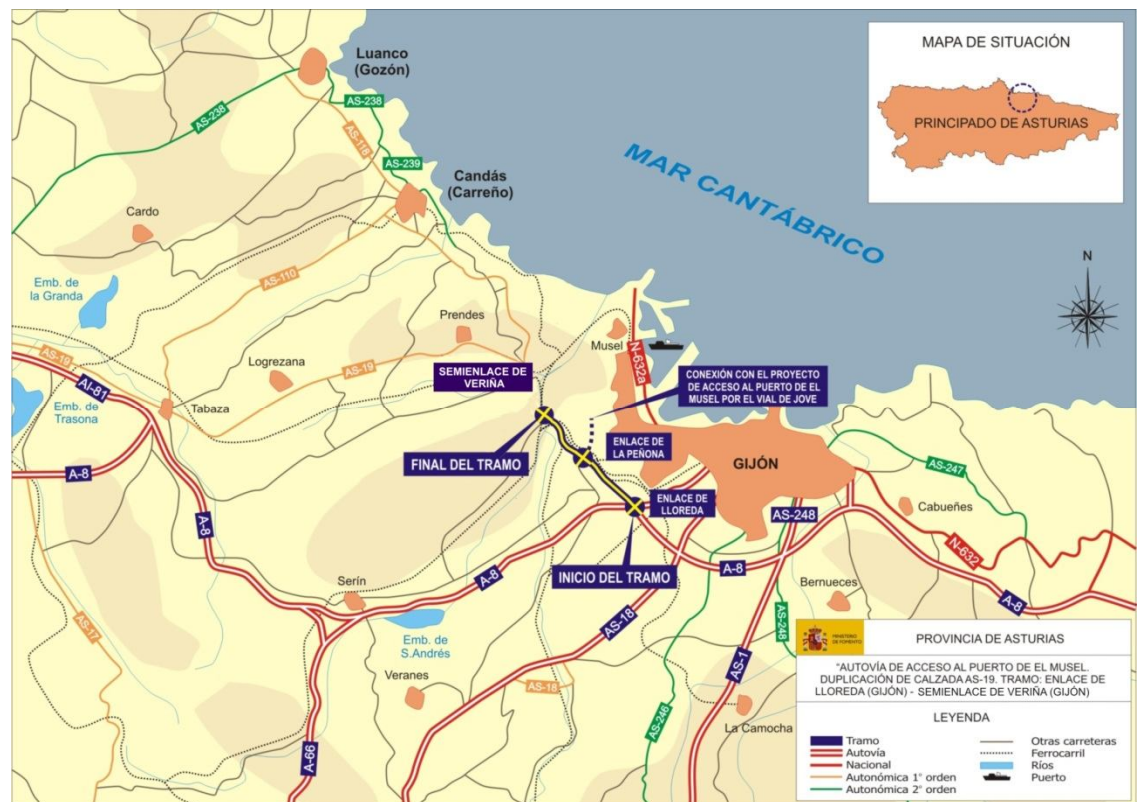 MAPA DE SITUACIÓN
PRINCIPADO DE ASTURIAS
Luanco
(Gozón)
AS-238
AS-238
AS-118
AS-239
Candás
(Carreño)
MAR CANTÁBRICO
N
Cardo
Emb. de
la Granda
AS-110
Prendes
Musel
N-632a
Logrezana
AS-19
AS-19
SEMIENLACE DE
VERIÑA
CONEXIÓN CON EL PROYECTO
DE ACCESO AL PUERTO DE EL
MUSEL POR EL VIAL DE JOVE
AI-81
Emb. de
Trasona
Tabaza
FINAL DEL TRAMO
ENLACE DE
LA PEÑONA
GIJÓN
AS-247
A-8
ENLACE DE
LLOREDA
AS-248
Cabueñes
A-8
N-632
INICIO DEL TRAMO
A-8
A-8
A-8
Serín
Bernueces
Emb. de
S.Andrés
AS-18
AS-248
AS-17
Veranes
AS-18
AS-1
AS-246
La Camocha
A-66
MINISTERIO
DE FOMENTO
PROVINCIA DE ASTURIAS
"AUTOVÍA DE ACCESO AL PUERTO DE EL MUSEL.
DUPLICACIÓN DE CALZADA AS-19. TRAMO: ENLACE DE
LLOREDA (GIJÓN) - SEMIENLACE DE VERIÑA (GIJÓN)
LEYENDA
Tramo
Autovía
Nacional
Autonómica 1° orden
Autonómica 2° orden
Otras carreteras
Ferrocarril
Ríos
Puerto